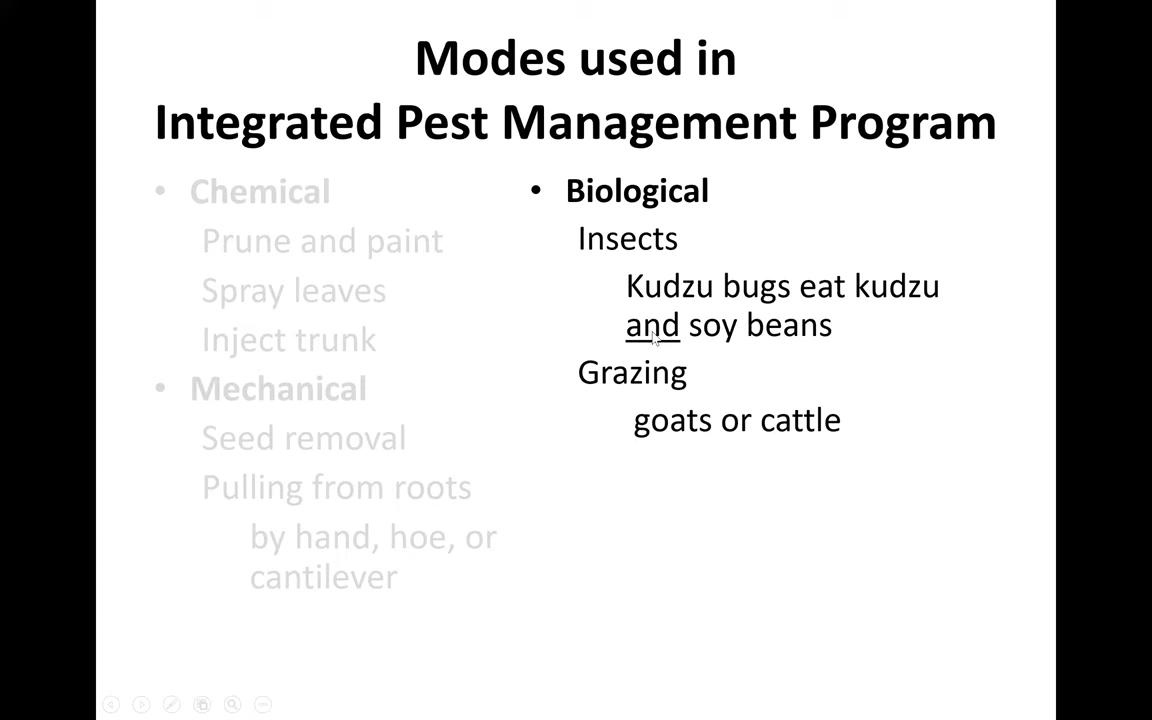 Modes used in
Integrated Pest Management Program
• Chemical
Prune and paint
Spray leaves
Inject trunk
• Mechanical
Seed removal
Pulling from roots
by hand, hoe, or
cantilever
• Biological
Insects
Kudzu bugs eat kudzu
and soy beans
Grazing
goats or cattle